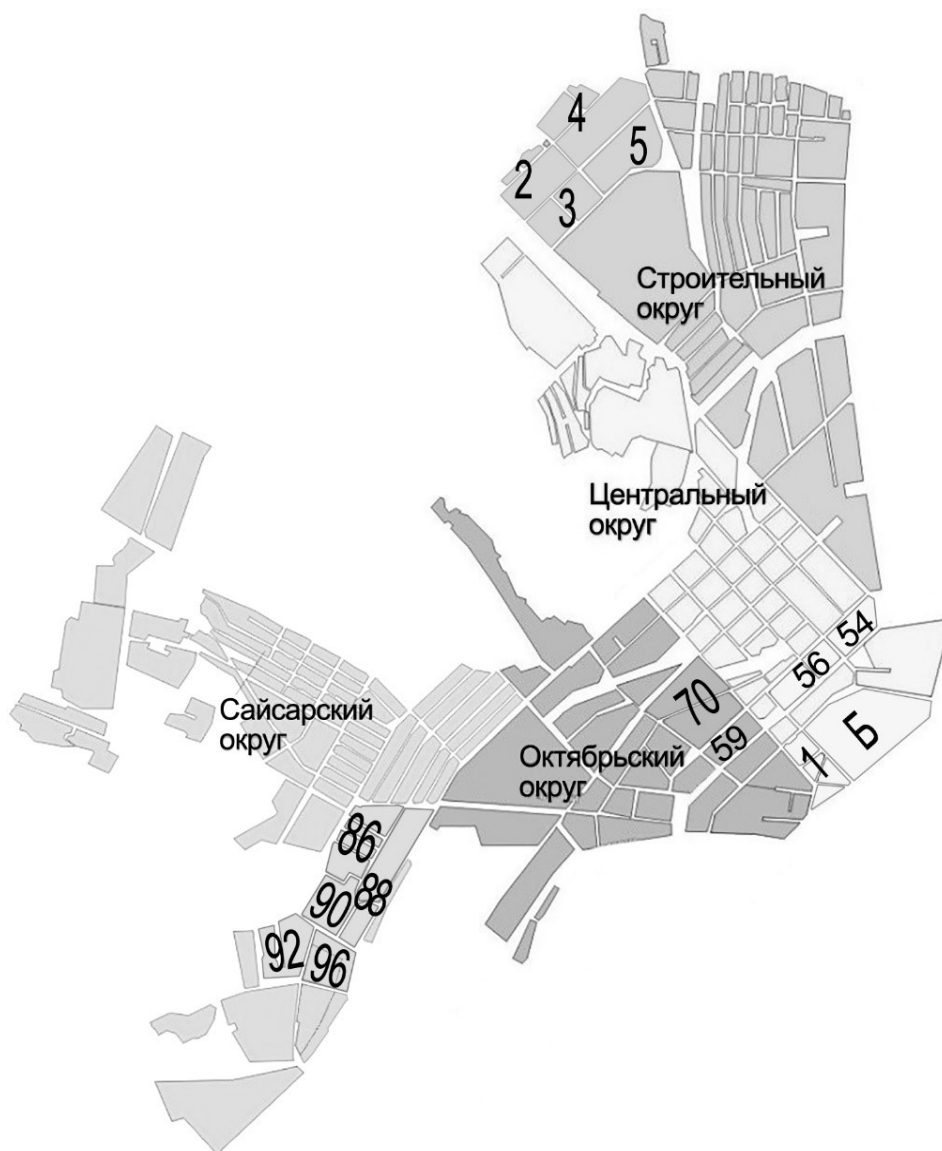 4
5
2
3
Строительный
округ
Центральный
округ
54
56
70
Сайсарский
округ
59
Б
Октябрьский
округ
1
86
88
90
92
96